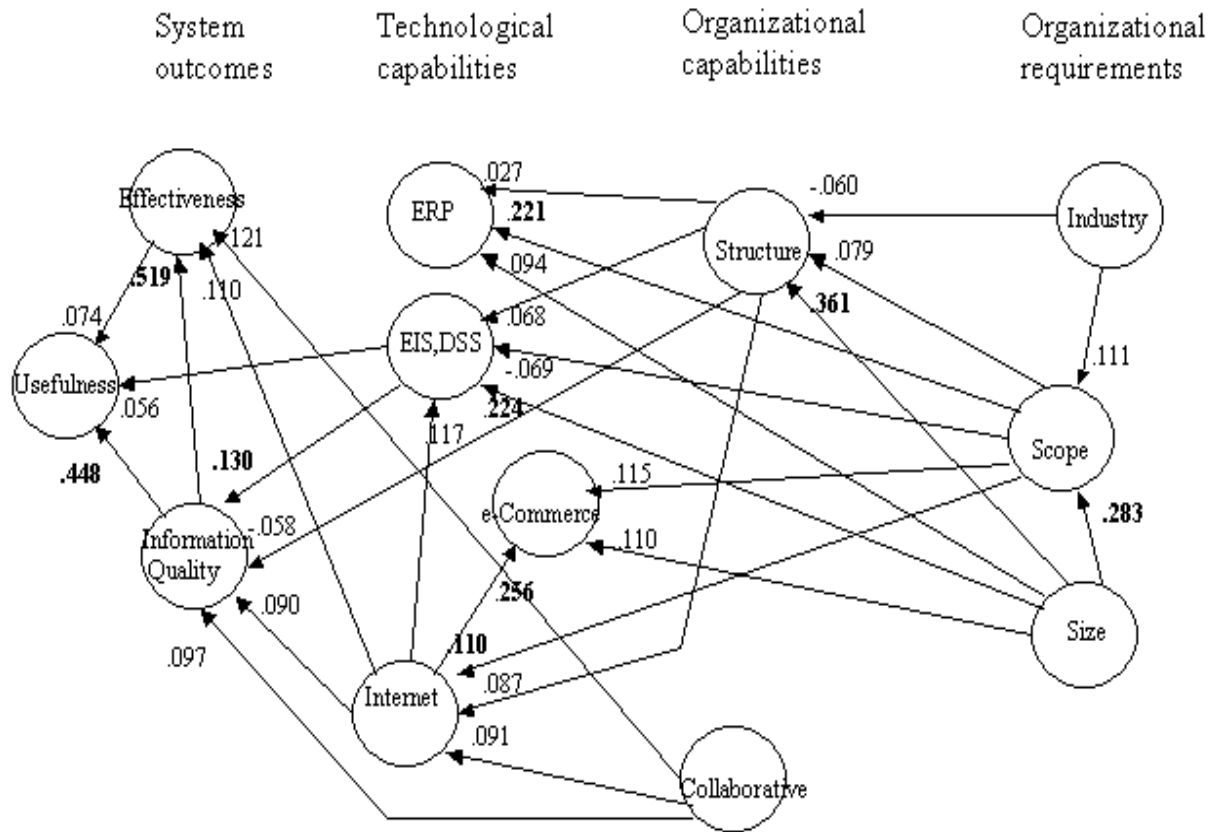 System outcomes
Technological capabilities
Organizational capabilities
Organizational requirements
Effectiveness
.121
ERP
.027
.221
.094
Structure
-.060
.079
Industry
.519
.110
.074
EIS,DSS
.068
-.069
.361
.111
Usefulness
.056
.224
.117
Scope
.448
.130
.115
e-Commerce
.283
Information Quality
-.058
.110
.090
.256
Size
.097
.110
Internet
.087
.091
Collaborative